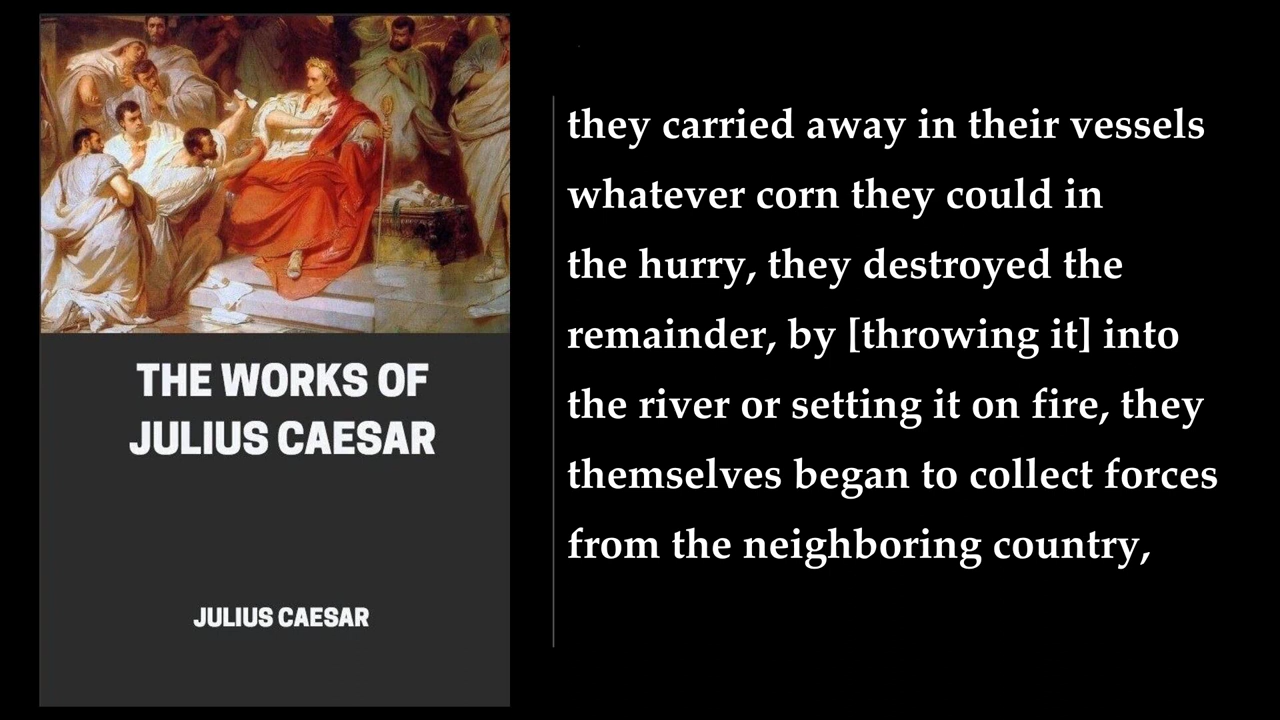 THE WORKS OF
JULIUS CAESAR
JULIUS CAESAR
they carried away in their vessels
whatever corn they could in
the hurry, they destroyed the
remainder, by [throwing it] into
the river or setting it on fire, they
themselves began to collect forces
from the neighboring country,